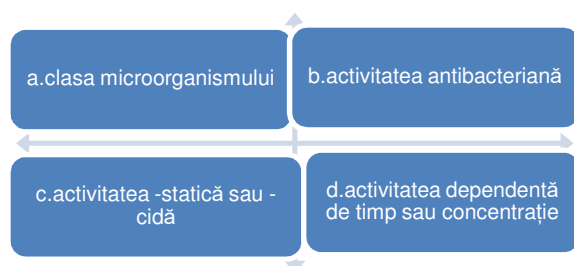 a.clasa microorganismului
b.activitatea antibacteriană
c.activitatea -statică sau -
cidă
d.activitatea dependentă
de timp sau concentrație